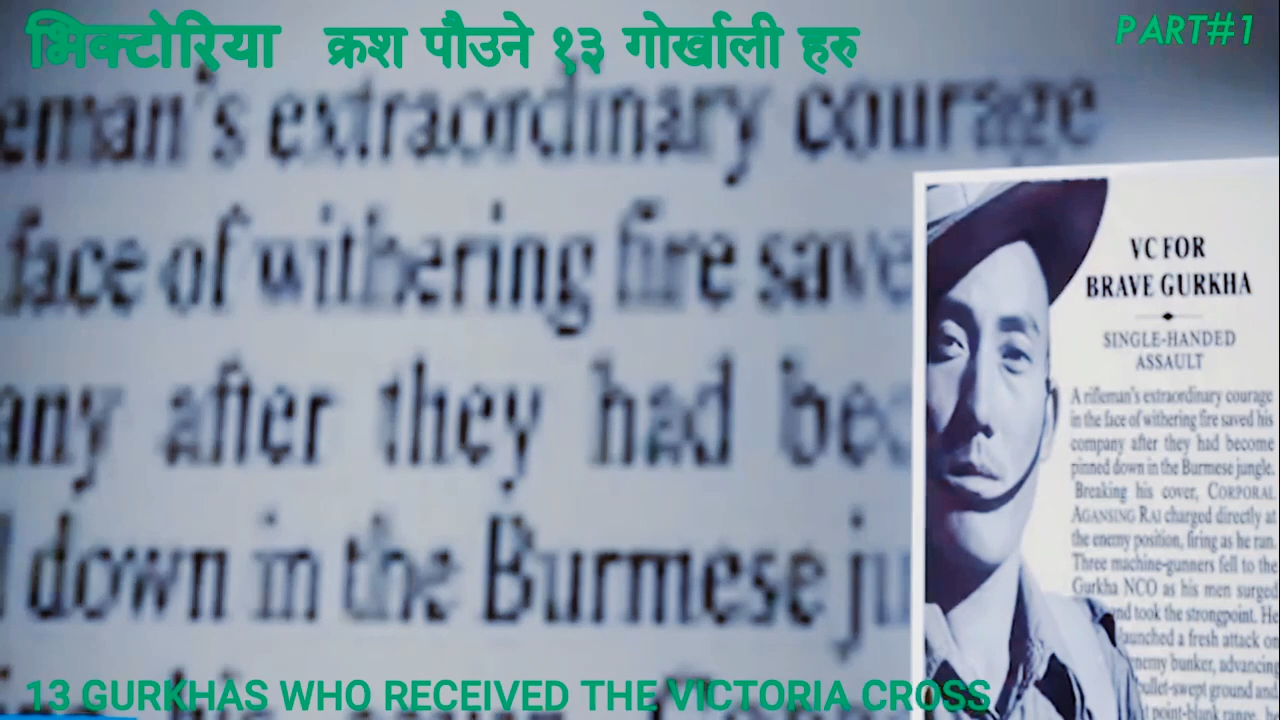 भिक्टोरिया क्रश पौउने १३ गोर्खाली हरु
PART#1
eman's extraordinary courage
face of withering fire save
any after they had bec
down in the Burmese ju
VC FOR
BRAVE GURKHA
SINGLE-HANDED
ASSAULT
A rifleman's extraordinary courage
in the face of withering fire saved his
company after they had become
pinned down in the Burmese jungle.
Breaking his cover, CORPORAL
AGANSING RAI charged directly at
the enemy position, firing as he ran.
Three machine-gunners fell to the
Gurkha NCO as his men surged
and took the strongpoint. He
launched a fresh attack on
nemy bunker, advancing
bullet-swept ground and
t point-blank range, he
13 GURKHAS WHO RECEIVED THE VICTORIA CROSS